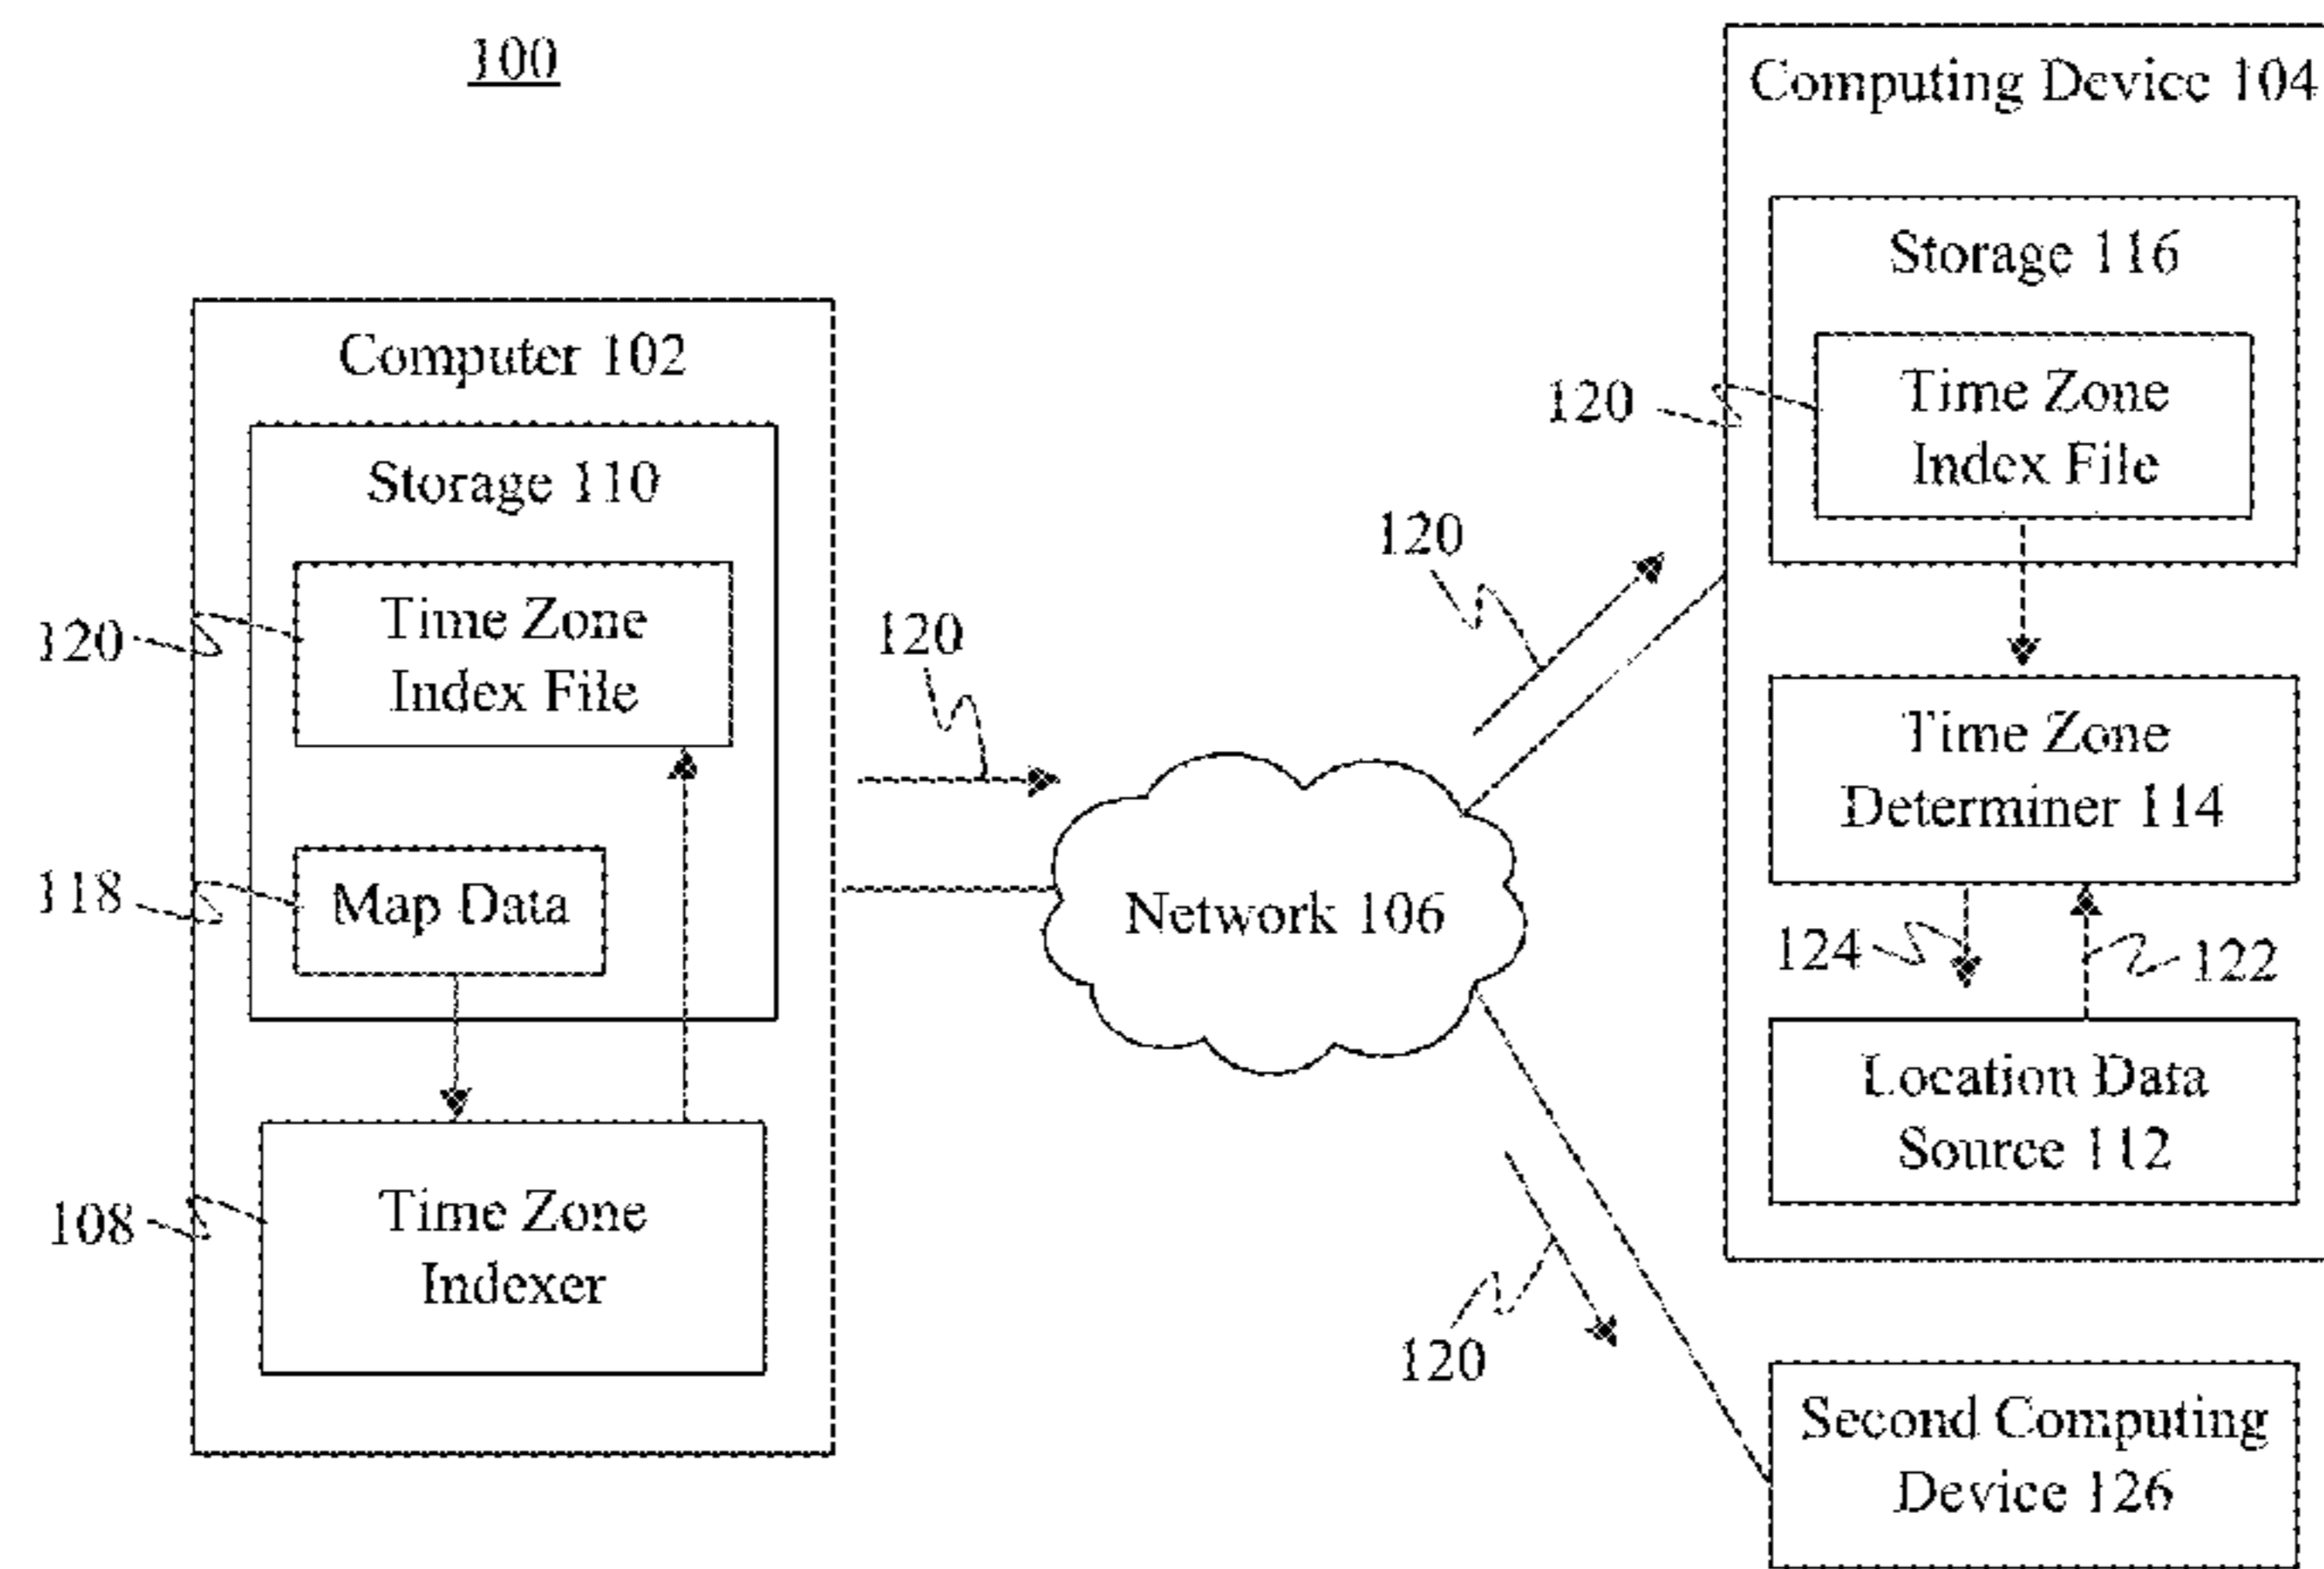 100
Computer 102
Storage 110
120
Time Zone
Index File
118
Map Data
108
Time Zone
Indexer
120
Network 106
120
120
Computing Device 104
Storage 116
120
Time Zone
Index File
Time Zone
Determiner 114
124
122
Location Data
Source 112
Second Computing
Device 126